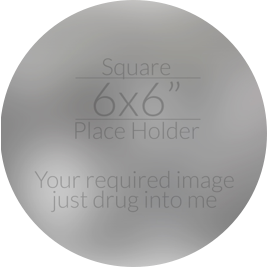 Square
6x6”
Place Holder
Your required image
just drug into me